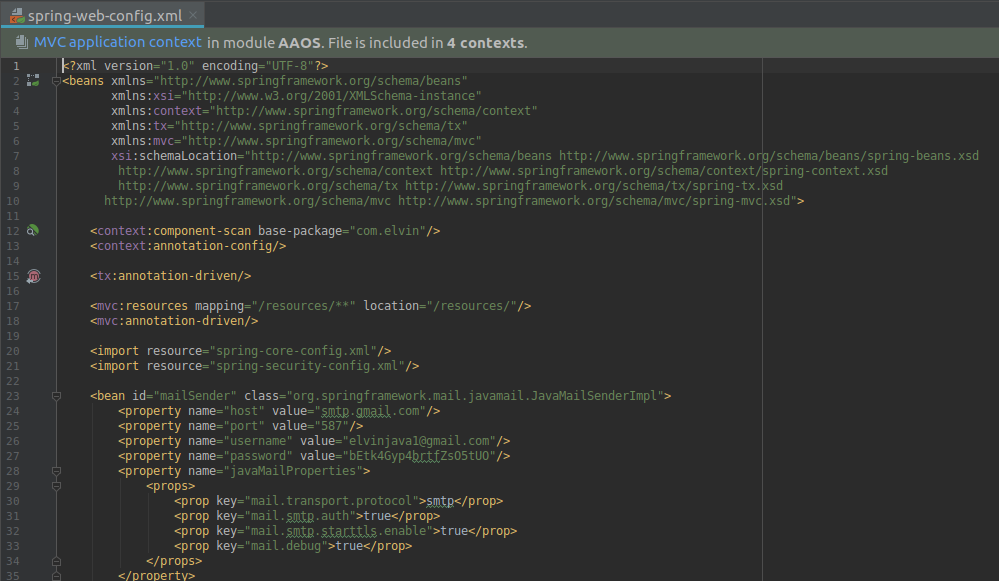 spring-web-config.xml ×
MVC application context in module AAOS. File is included in 4 contexts.
1 <?xml version="1.0" encoding="UTF-8"?>
2 <beans xmlns="http://www.springframework.org/schema/beans"
3 xmlns:xsi="http://www.w3.org/2001/XMLSchema-instance"
4 xmlns:context="http://www.springframework.org/schema/context"
5 xmlns:tx="http://www.springframework.org/schema/tx"
6 xmlns:mvc="http://www.springframework.org/schema/mvc"
7 xsi:schemaLocation="http://www.springframework.org/schema/beans http://www.springframework.org/schema/beans/spring-beans.xsd
8 http://www.springframework.org/schema/context http://www.springframework.org/schema/context/spring-context.xsd
9 http://www.springframework.org/schema/tx http://www.springframework.org/schema/tx/spring-tx.xsd
10 http://www.springframework.org/schema/mvc http://www.springframework.org/schema/mvc/spring-mvc.xsd">
11
12 <context:component-scan base-package="com.elvin"/>
13 <context:annotation-config/>
14
15 <tx:annotation-driven/>
16
17 <mvc:resources mapping="/resources/**" location="/resources/"/>
18 <mvc:annotation-driven/>
19
20 <import resource="spring-core-config.xml"/>
21 <import resource="spring-security-config.xml"/>
22
23 <bean id="mailSender" class="org.springframework.mail.javamail.JavaMailSenderImpl">
24 <property name="host" value="smtp.gmail.com"/>
25 <property name="port" value="587"/>
26 <property name="username" value="elvinjava1@gmail.com"/>
27 <property name="password" value="bEtk4Gyp4brtfZsO5tUO"/>
28 <property name="javaMailProperties">
29 <props>
30 <prop key="mail.transport.protocol">smtp</prop>
31 <prop key="mail.smtp.auth">true</prop>
32 <prop key="mail.smtp.starttls.enable">true</prop>
33 <prop key="mail.debug">true</prop>
34 </props>
35 </property>